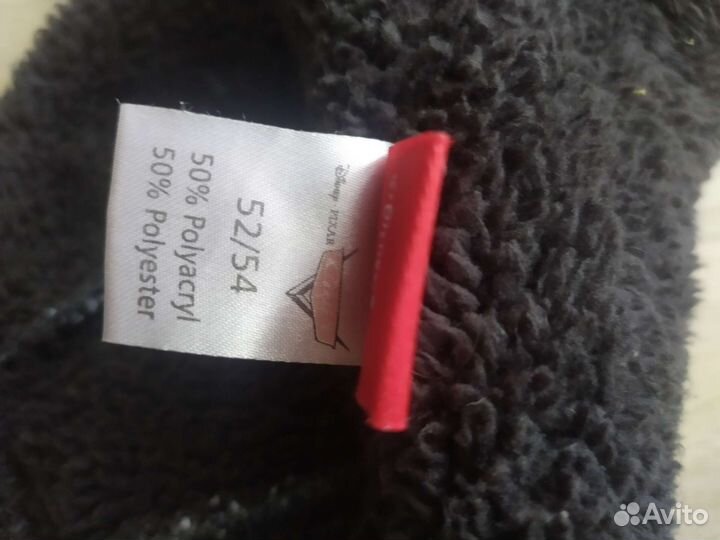 Disney PIXAR
52/54
50% Polyacryl
50% Polyester
Avito